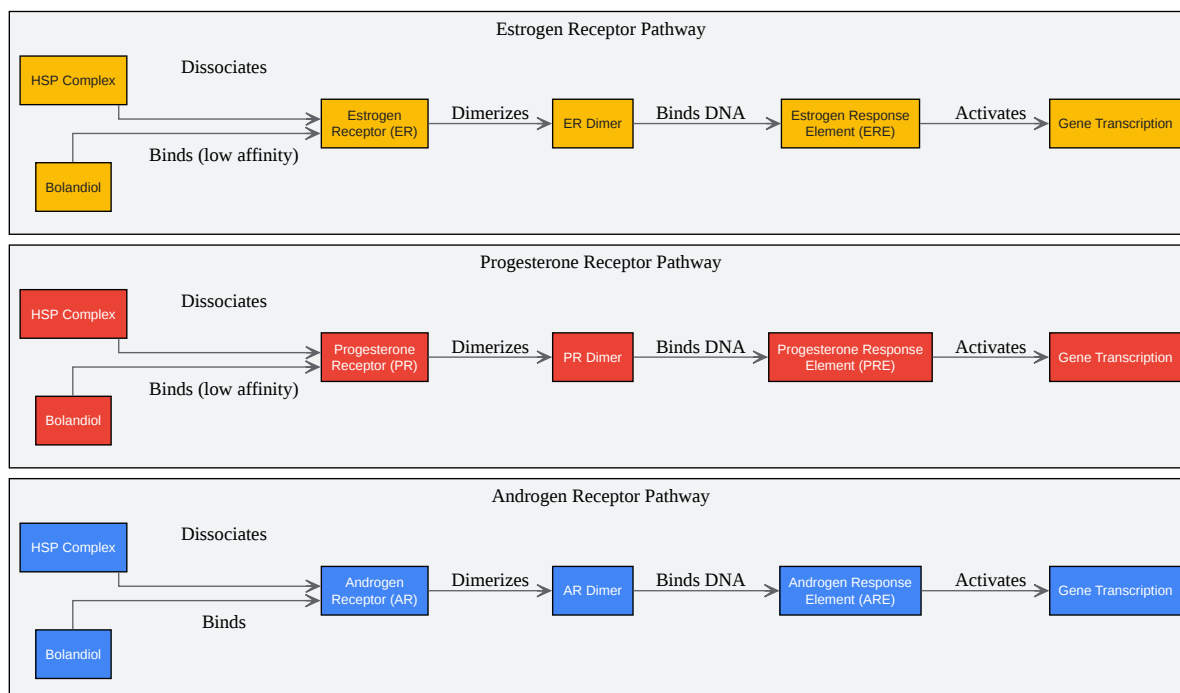 Estrogen Receptor Pathway
HSP Complex
Dissociates
Estrogen
Receptor (ER)
Dimerizes
ER Dimer
Binds DNA
Estrogen Response
Element (ERE)
Activates
Gene Transcription
Binds (low affinity)
Bolandiol
Progesterone Receptor Pathway
HSP Complex
Dissociates
Progesterone
Receptor (PR)
Dimerizes
PR Dimer
Binds DNA
Progesterone Response
Element (PRE)
Activates
Gene Transcription
Binds (low affinity)
Bolandiol
Androgen Receptor Pathway
HSP Complex
Dissociates
Androgen
Receptor (AR)
Dimerizes
AR Dimer
Binds DNA
Androgen Response
Element (ARE)
Activates
Gene Transcription
Binds
Bolandiol